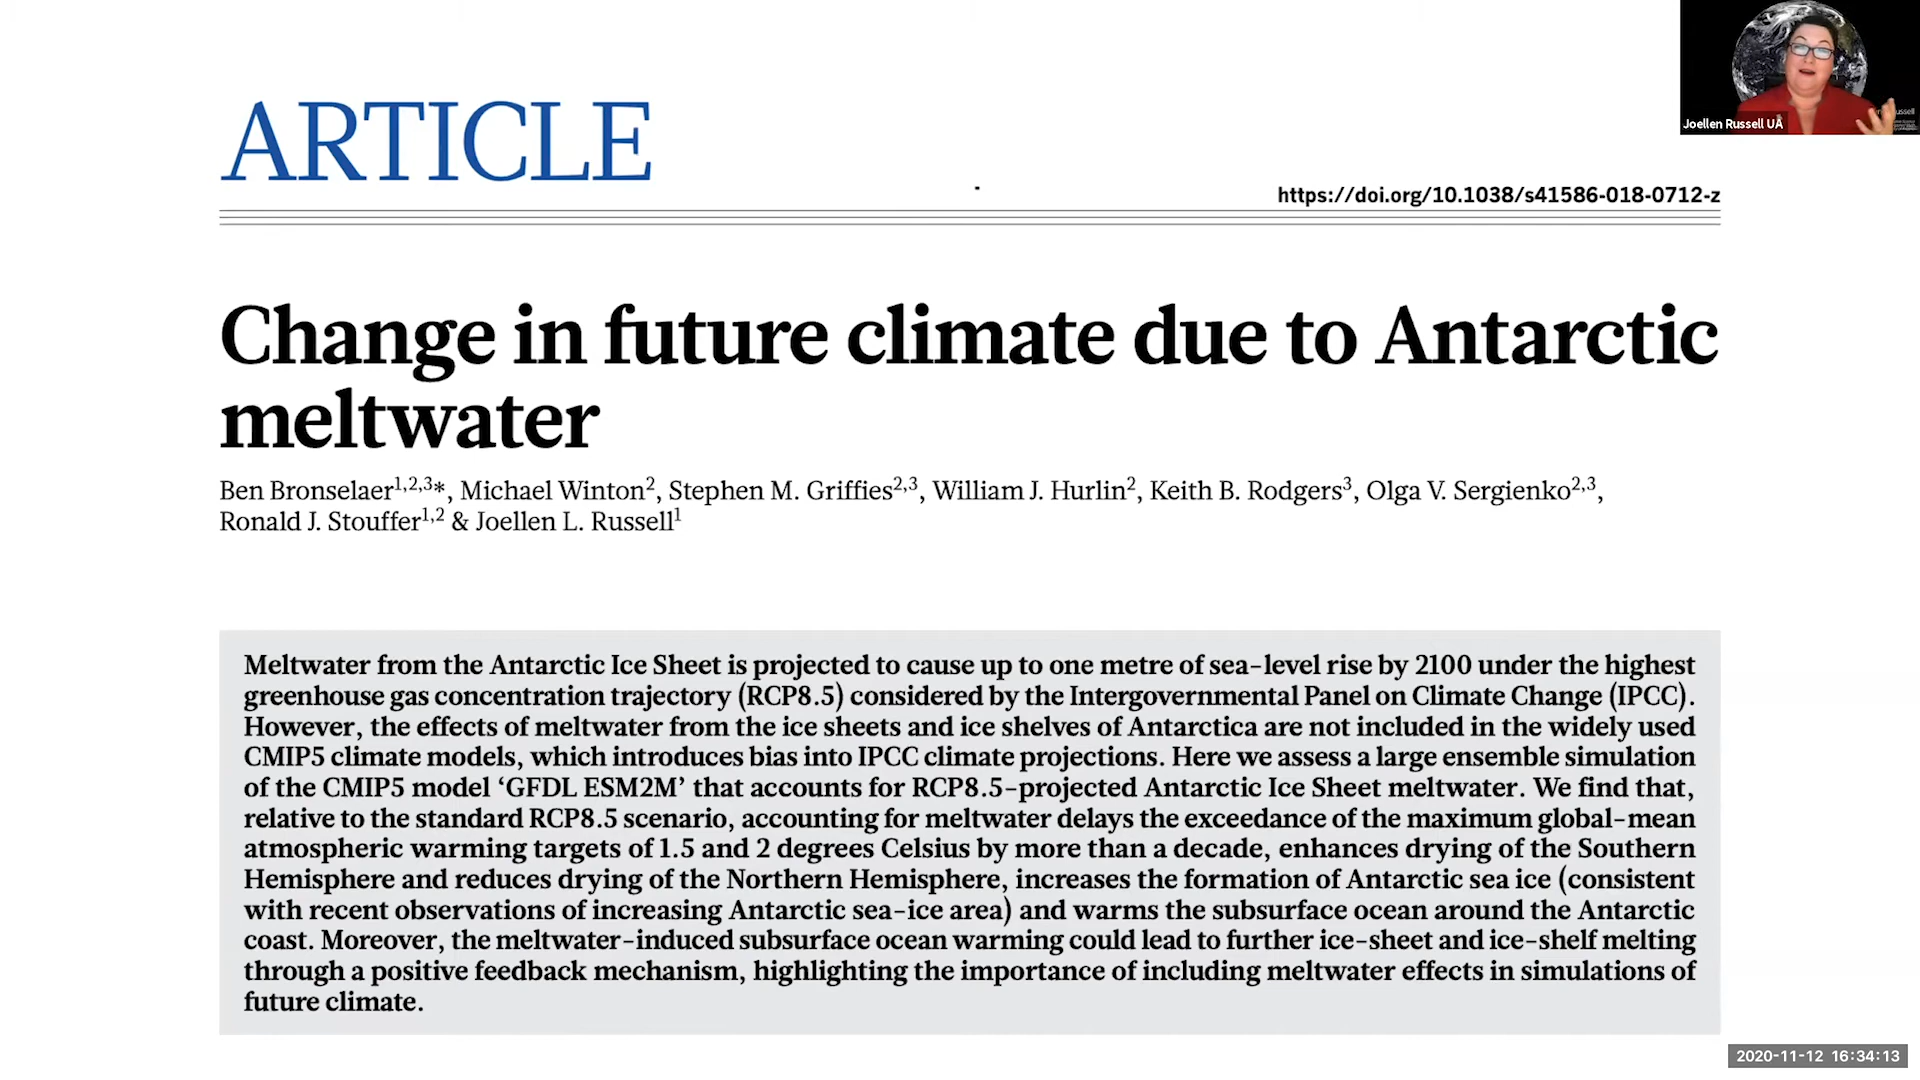 Joellen Russell UA
ARTICLE
https://doi.org/10.1038/s41586-018-0712-z
Change in future climate due to Antarctic
meltwater
Ben Bronselaer1,2,3*, Michael Winton2, Stephen M. Griffies2,3, William J. Hurlin2, Keith B. Rodgers3, Olga V. Sergienko2,3,
Ronald J. Stouffer1,2 & Joellen L. Russell1
Meltwater from the Antarctic Ice Sheet is projected to cause up to one metre of sea-level rise by 2100 under the highest
greenhouse gas concentration trajectory (RCP8.5) considered by the Intergovernmental Panel on Climate Change (IPCC).
However, the effects of meltwater from the ice sheets and ice shelves of Antarctica are not included in the widely used
CMIP5 climate models, which introduces bias into IPCC climate projections. Here we assess a large ensemble simulation
of the CMIP5 model ‘GFDL ESM2M’ that accounts for RCP8.5-projected Antarctic Ice Sheet meltwater. We find that,
relative to the standard RCP8.5 scenario, accounting for meltwater delays the exceedance of the maximum global-mean
atmospheric warming targets of 1.5 and 2 degrees Celsius by more than a decade, enhances drying of the Southern
Hemisphere and reduces drying of the Northern Hemisphere, increases the formation of Antarctic sea ice (consistent
with recent observations of increasing Antarctic sea-ice area) and warms the subsurface ocean around the Antarctic
coast. Moreover, the meltwater-induced subsurface ocean warming could lead to further ice-sheet and ice-shelf melting
through a positive feedback mechanism, highlighting the importance of including meltwater effects in simulations of
future climate.
2020-11-12 16:34:13